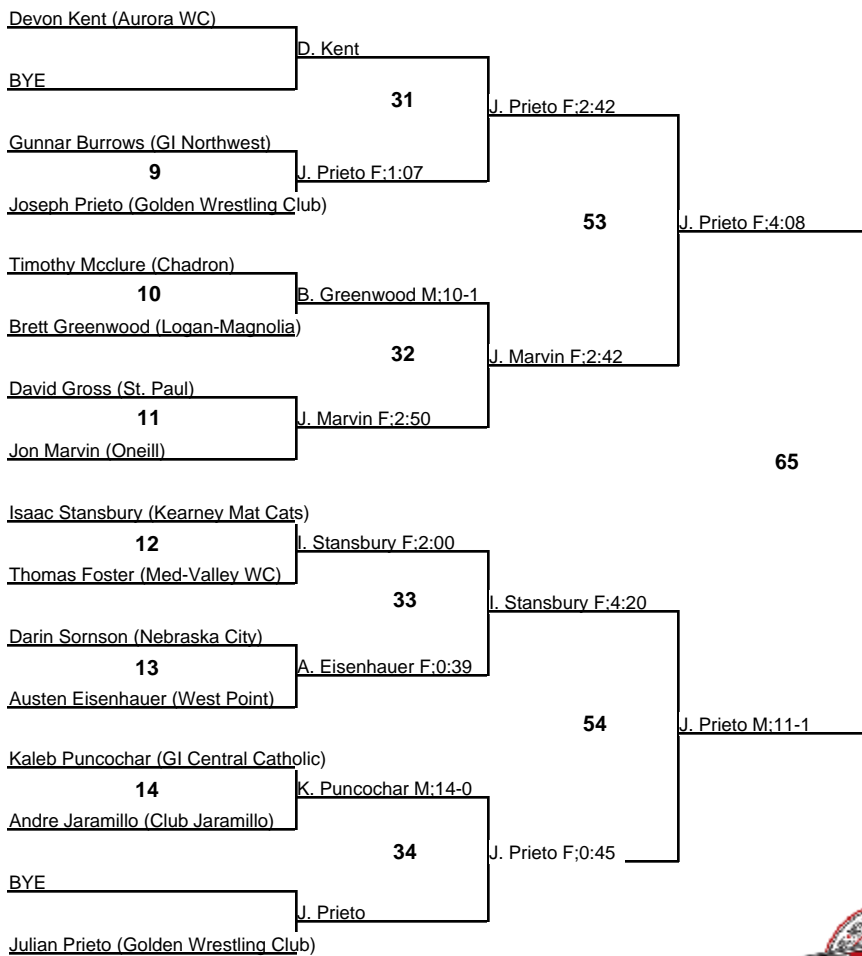 Devon Kent (Aurora WC)
D. Kent
BYE
31
J. Prieto F;2:42
Gunnar Burrows (GI Northwest)
9
J. Prieto F;1:07
Joseph Prieto (Golden Wrestling Club)
53
J. Prieto F;4:08
Timothy Mcclure (Chadron)
10
B. Greenwood M;10-1
Brett Greenwood (Logan-Magnolia)
32
J. Marvin F;2:42
David Gross (St. Paul)
11
J. Marvin F;2:50
Jon Marvin (Oneill)
65
Isaac Stansbury (Kearney Mat Cats)
12
I. Stansbury F;2:00
Thomas Foster (Med-Valley WC)
33
I. Stansbury F;4:20
Darin Sornson (Nebraska City)
13
A. Eisenhauer F;0:39
Austen Eisenhauer (West Point)
54
J. Prieto M;11-1
Kaleb Puncochar (GI Central Catholic)
14
K. Puncochar M;14-0
Andre Jaramillo (Club Jaramillo)
34
J. Prieto F;0:45
BYE
J. Prieto
Julian Prieto (Golden Wrestling Club)